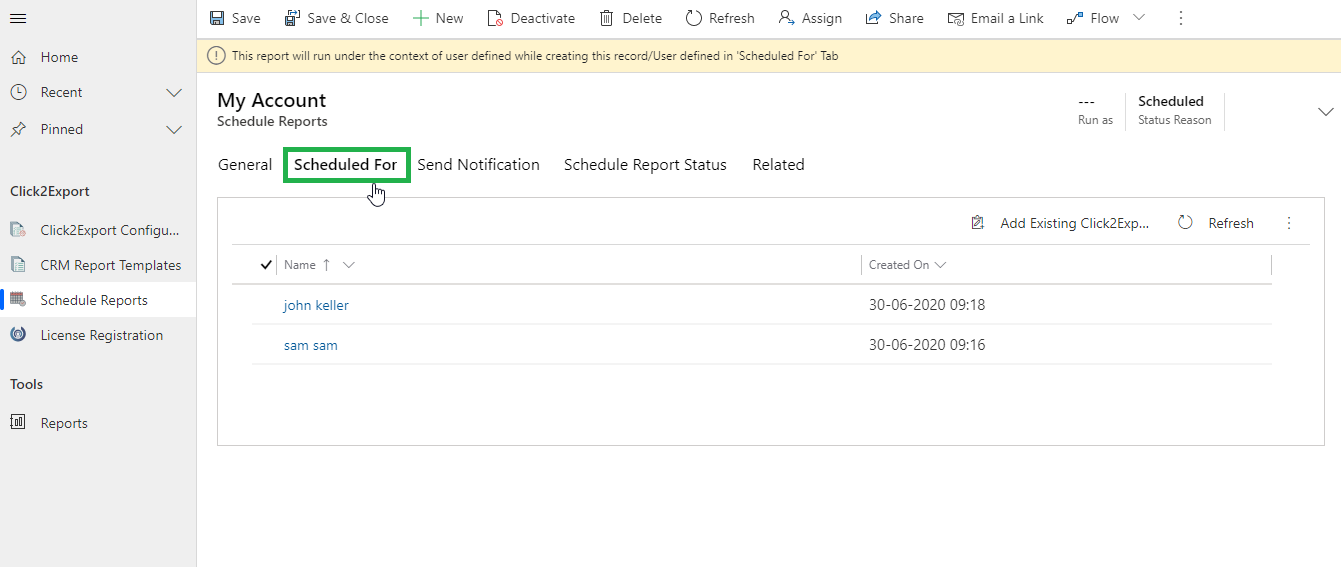 Save Save & Close New Deactivate Delete Refresh Assign Share Email a Link Flow
This report will run under the context of user defined while creating this record/User defined in 'Scheduled For' Tab
Home
Recent
Pinned
Click2Export
Click2Export Configu...
CRM Report Templates
Schedule Reports
License Registration
Tools
Reports
My Account
Schedule Reports
---
Run as
Scheduled
Status Reason
General Scheduled For Send Notification Schedule Report Status Related
Add Existing Click2Exp... Refresh
Name Created On
john keller 30-06-2020 09:18
sam sam 30-06-2020 09:16